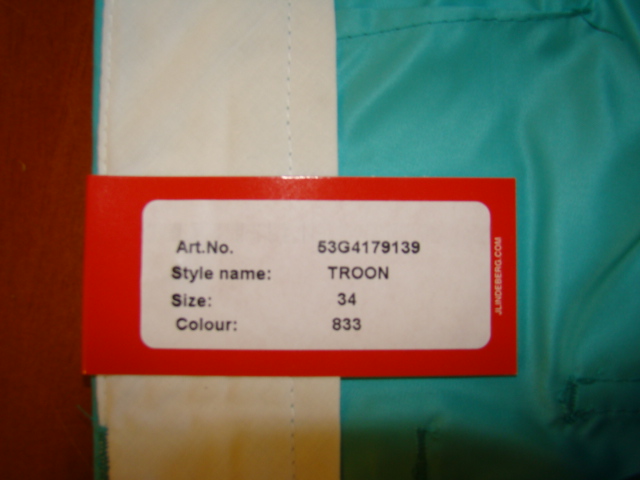 Art.No. 53G4179139
Style name: TROON
Size: 34
Colour: 833
JLINDEBERG.COM